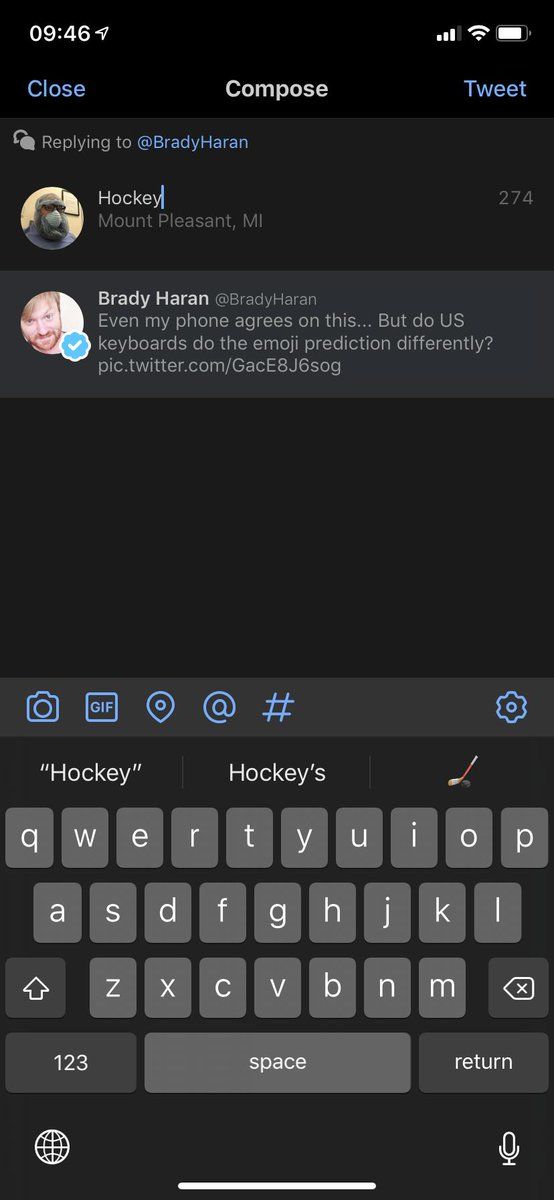 09:46
Close Compose Tweet
Replying to @BradyHaran
Hockey 274
Mount Pleasant, MI
Brady Haran @BradyHaran
Even my phone agrees on this... But do US
keyboards do the emoji prediction differently?
pic.twitter.com/GacE8J6sog
GIF @ #
“Hockey” Hockey’s
q w e r t y u i o p
a s d f g h j k l
z x c v b n m
123 space return